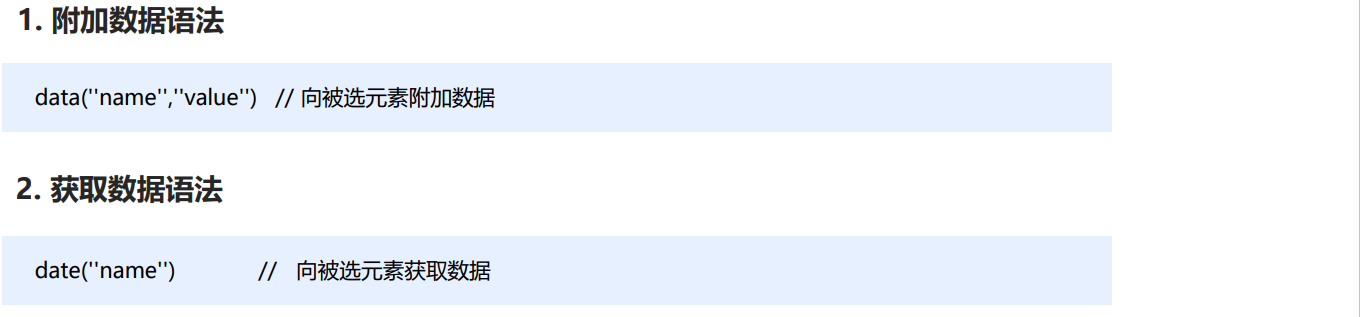 1. 附加数据语法
data(''name'',''value'') // 向被选元素附加数据
2. 获取数据语法
date(''name'') // 向被选元素获取数据